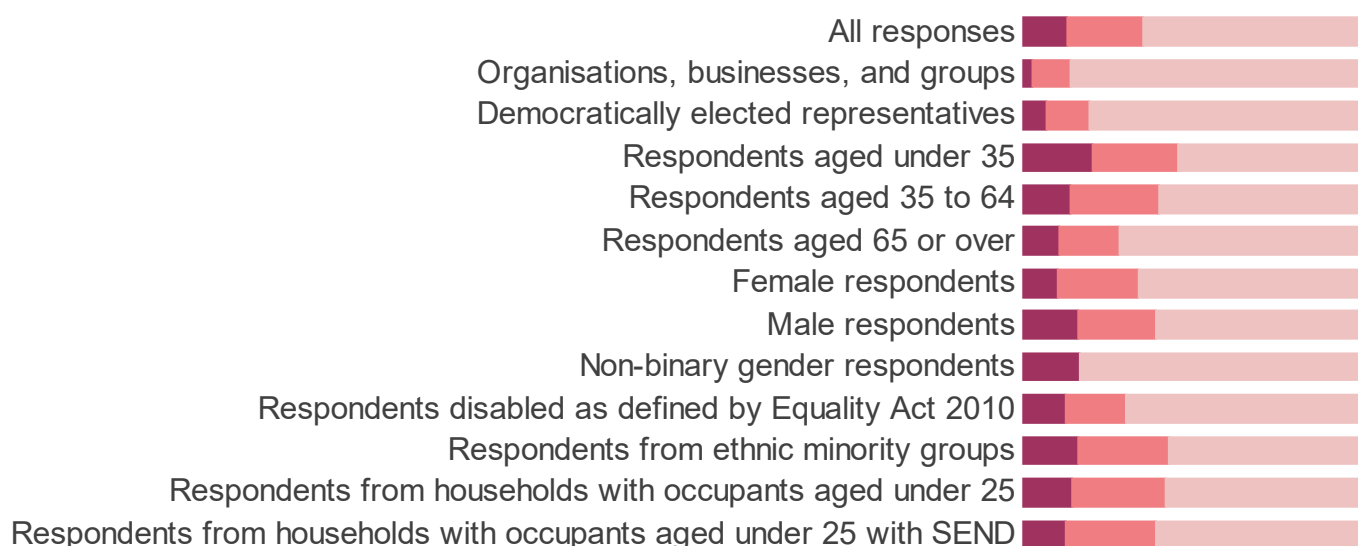 All responses
Organisations, businesses, and groups
Democratically elected representatives
Respondents aged under 35
Respondents aged 35 to 64
Respondents aged 65 or over
Female respondents
Male respondents
Non-binary gender respondents
Respondents disabled as defined by Equality Act 2010
Respondents from ethnic minority groups
Respondents from households with occupants aged under 25
Respondents from households with occupants aged under 25 with SEND